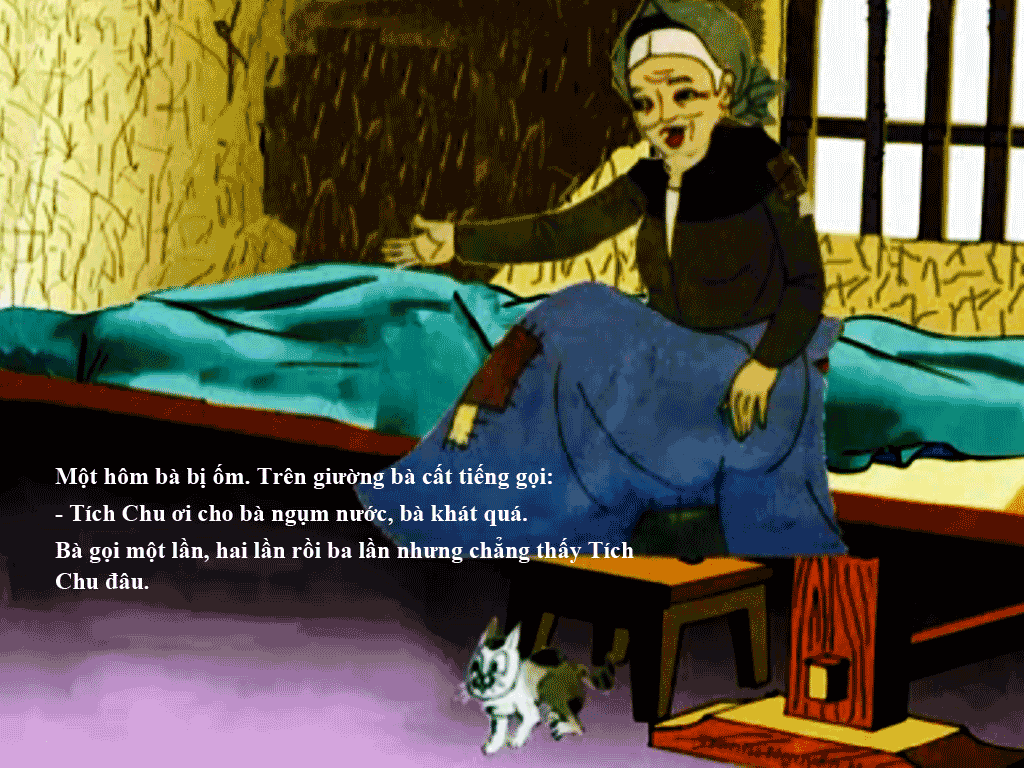 Một hôm bà bị ốm. Trên giường bà cất tiếng gọi:
- Tích Chu ơi cho bà ngụm nước, bà khát quá.
Bà gọi một lần, hai lần rồi ba lần nhưng chẳng thấy Tích
Chu đâu.